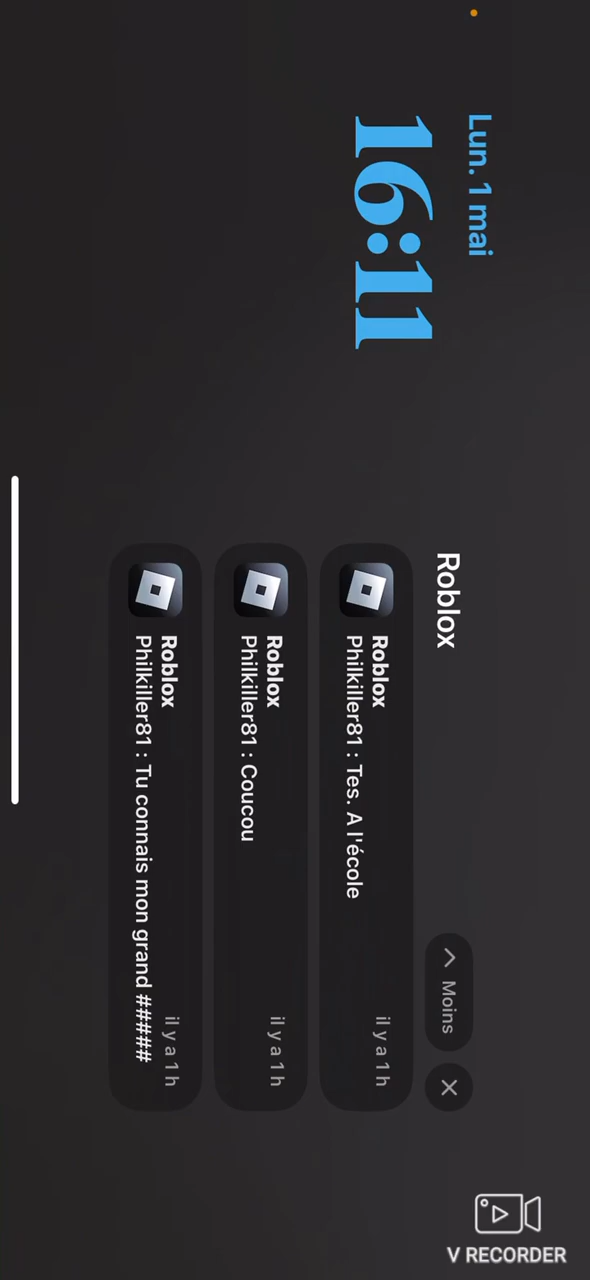 Lun. 1 mai
16:11
Roblox
Moins
Roblox
il y a 1 h
Philkiller81 : Tes. A l'école
Roblox
il y a 1 h
Philkiller81 : Coucou
Roblox
il y a 1 h
Philkiller81 : Tu connais mon grand #####
V RECORDER